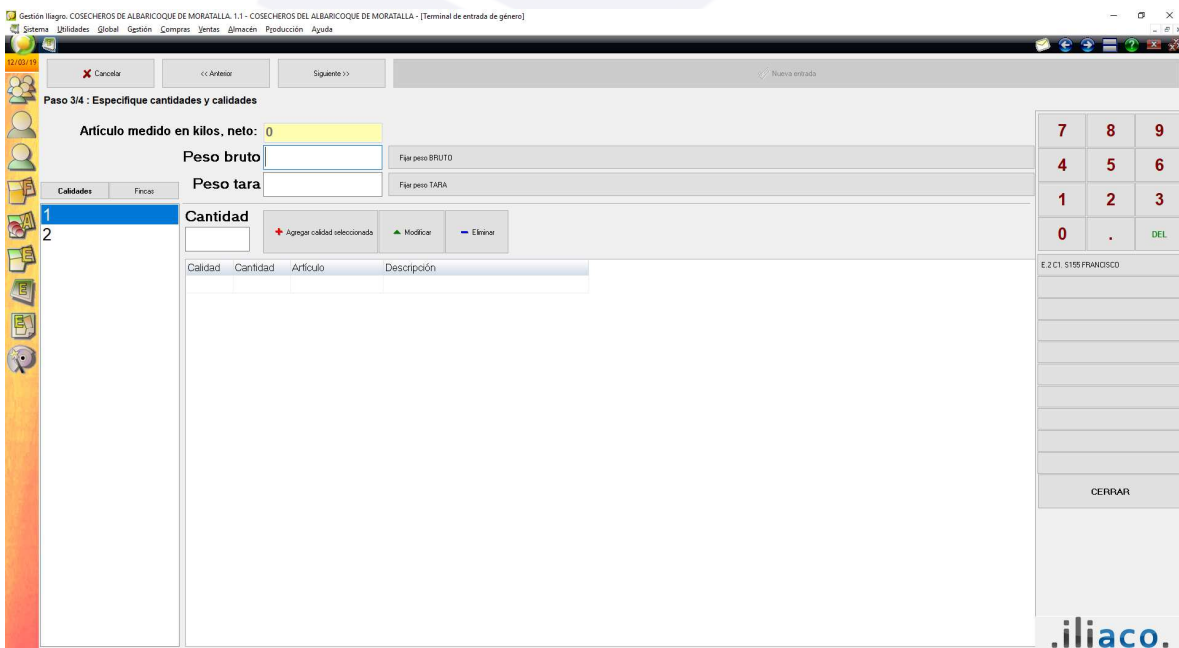 Gestión Iliagro. COSECHEROS DE ALBARICOQUE DE MORATALLA. 1.1 - COSECHEROS DEL ALBARICOQUE DE MORATALLA - [Terminal de entrada de género]
Sistema Utilidades Global Gestión Compras Ventas Almacén Producción Ayuda
12/03/19
Cancelar << Anterior Siguiente >> Nueva entrada
Paso 3/4 : Especifique cantidades y calidades
Artículo medido en kilos, neto: 0
Peso bruto Fijar peso BRUTO
Peso tara Fijar peso TARA
Calidades Fincas
1
2
Cantidad
Agregar calidad seleccionada Modificar Eliminar
Calidad Cantidad Artículo Descripción
7 8 9
4 5 6
1 2 3
0 . DEL
E.2 C1. S155 FRANCISCO
CERRAR
.iliaco.